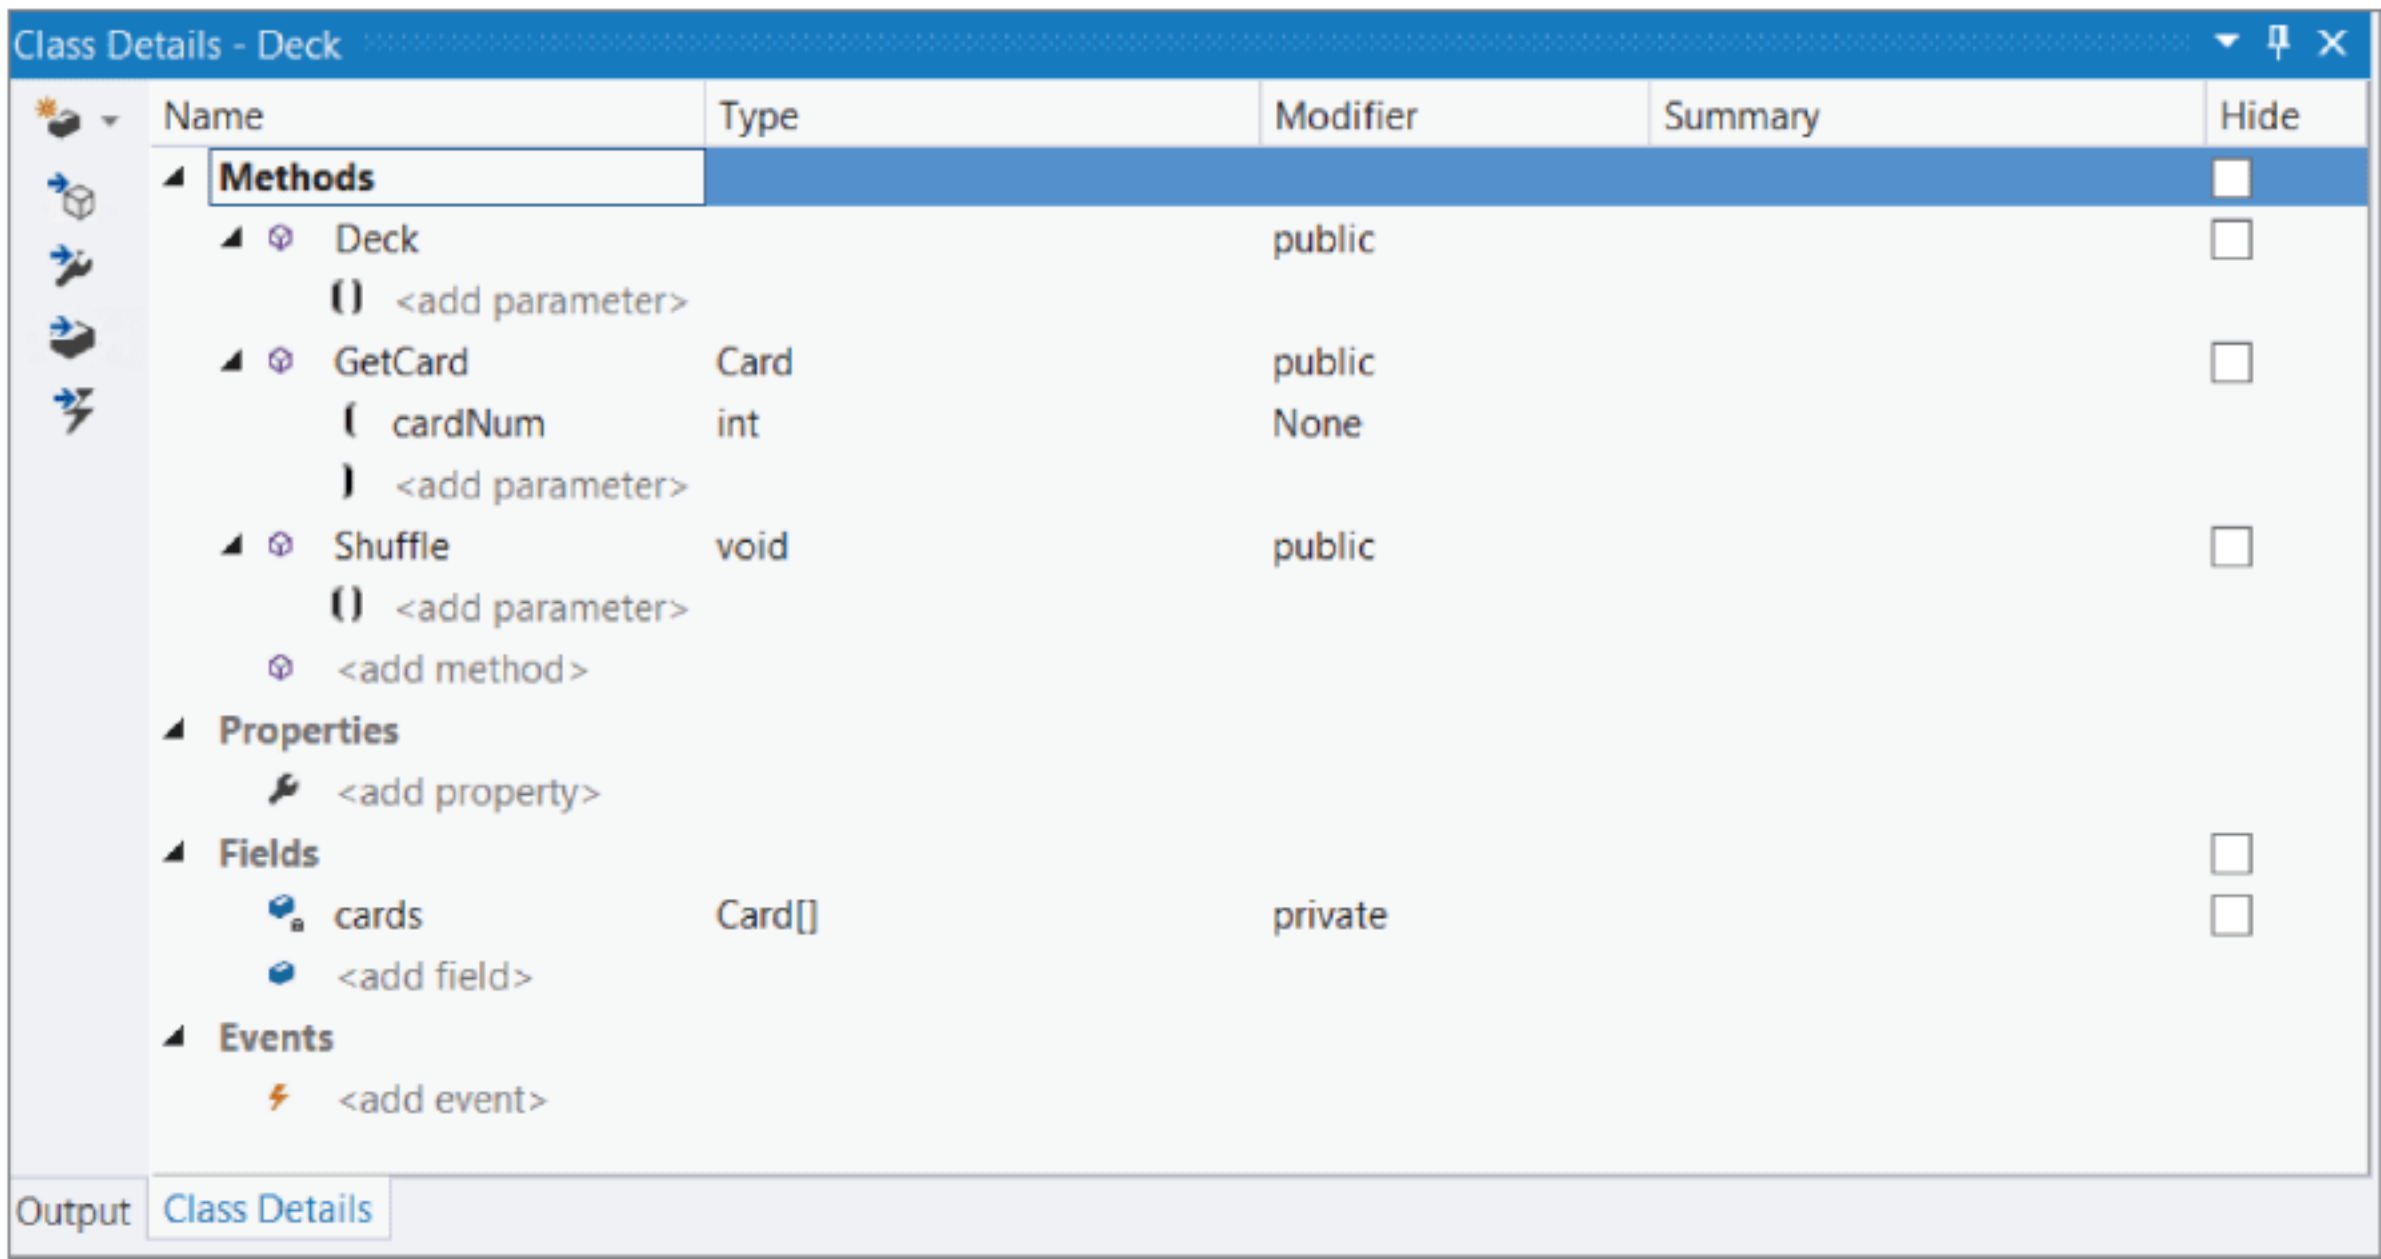 Class Details - Deck
Name Type Modifier Summary Hide
Methods
Deck public
() <add parameter>
GetCard Card public
( cardNum int None
) <add parameter>
Shuffle void public
() <add parameter>
<add method>
Properties
<add property>
Fields
cards Card[] private
<add field>
Events
<add event>
Output Class Details